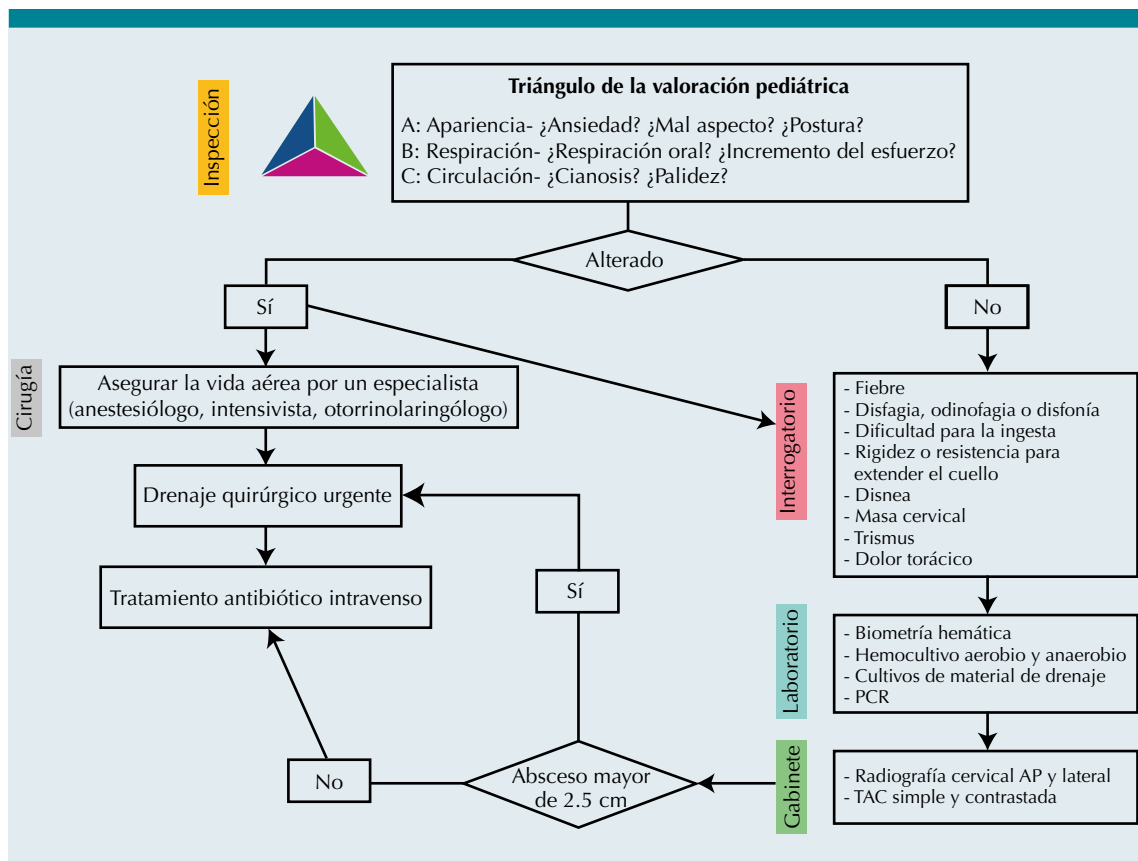 Inspección
Triángulo de la valoración pediátrica
A: Apariencia- ¿Ansiedad? ¿Mal aspecto? ¿Postura?
B: Respiración- ¿Respiración oral? ¿Incremento del esfuerzo?
C: Circulación- ¿Cianosis? ¿Palidez?
Alterado
Sí
No
Cirugía
Asegurar la vida aérea por un especialista
(anestesiólogo, intensivista, otorrinolaringólogo)
Drenaje quirúrgico urgente
Tratamiento antibiótico intravenso
Interrogatorio
- Fiebre
- Disfagia, odinofagia o disfonía
- Dificultad para la ingesta
- Rigidez o resistencia para
extender el cuello
- Disnea
- Masa cervical
- Trismus
- Dolor torácico
Laboratorio
- Biometría hemática
- Hemocultivo aerobio y anaerobio
- Cultivos de material de drenaje
- PCR
Gabinete
- Radiografía cervical AP y lateral
- TAC simple y contrastada
Absceso mayor
de 2.5 cm
Sí
No